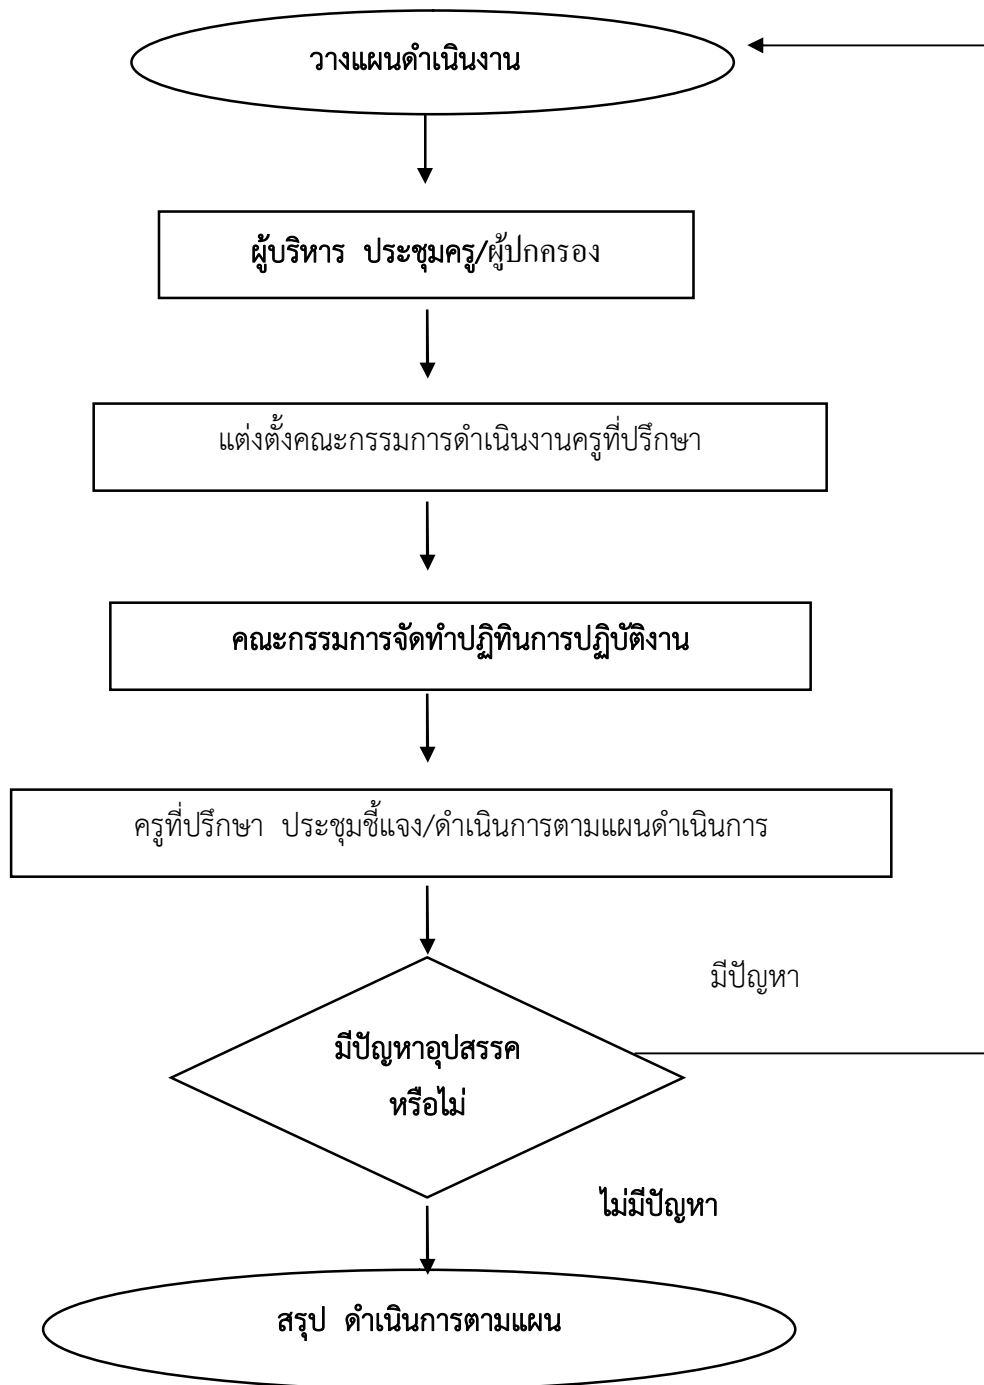 วางแผนดำเนินงาน
ผู้บริหาร ประชุมครู/ผู้ปกครอง
แต่งตั้งคณะกรรมการดำเนินงานครูที่ปรึกษา
คณะกรรมการจัดทำปฏิทินการปฏิบัติงาน
ครูที่ปรึกษา ประชุมชี้แจง/ดำเนินการตามแผนดำเนินการ
มีปัญหา
มีปัญหาอุปสรรค
หรือไม่
ไม่มีปัญหา
สรุป ดำเนินการตามแผน